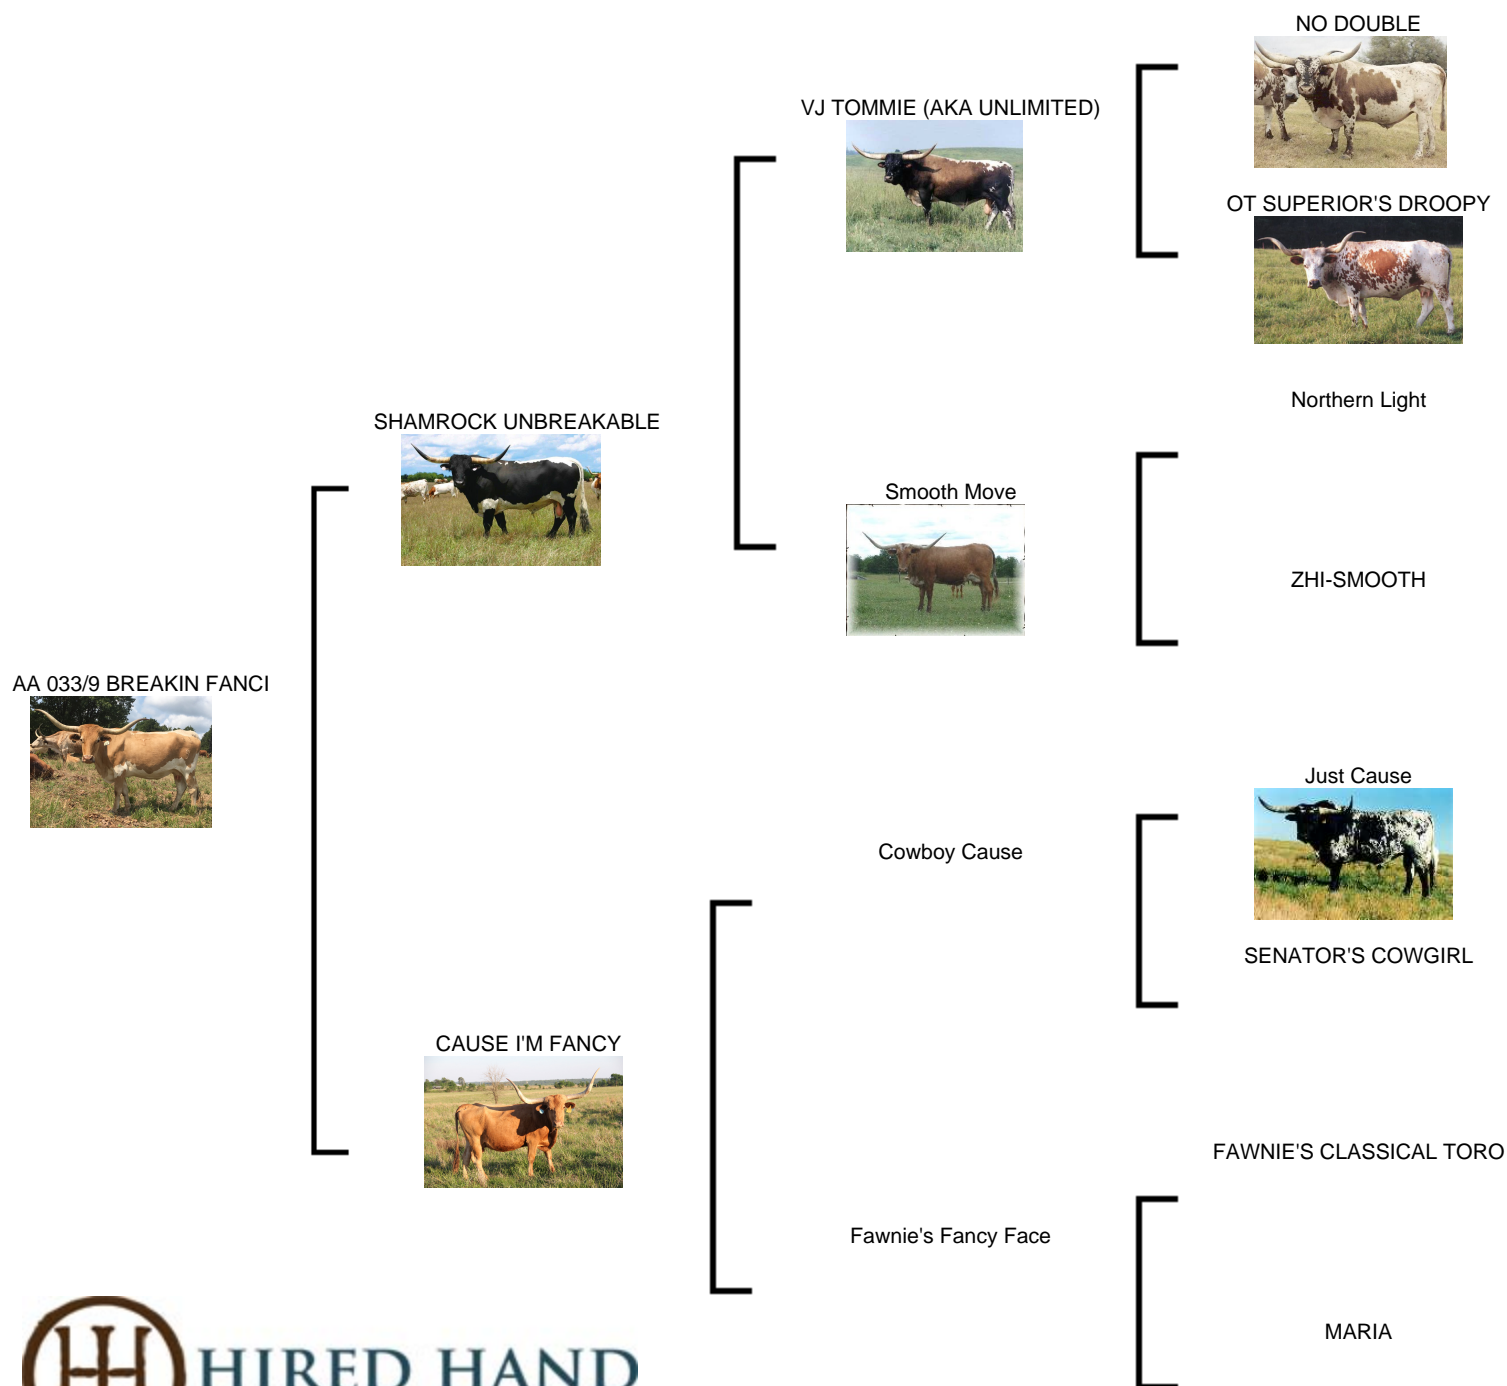 NO DOUBLE
VJ TOMMIE (AKA UNLIMITED)
OT SUPERIOR'S DROOPY
Northern Light
SHAMROCK UNBREAKABLE
Smooth Move
ZHI-SMOOTH
AA 033/9 BREAKIN FANCI
Just Cause
Cowboy Cause
SENATOR'S COWGIRL
CAUSE I'M FANCY
FAWNIE'S CLASSICAL TORO
Fawnie's Fancy Face
MARIA
HIRED HAND